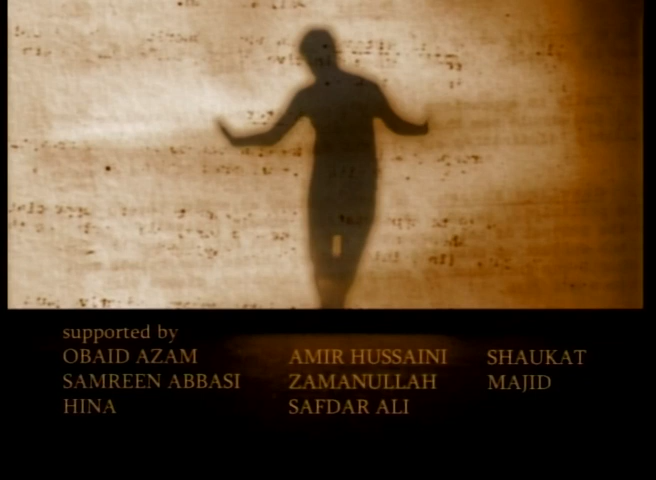 supported by
OBAID AZAM AMIR HUSSAINI SHAUKAT
SAMREEN ABBASI ZAMANULLAH MAJID
HINA SAFDAR ALI